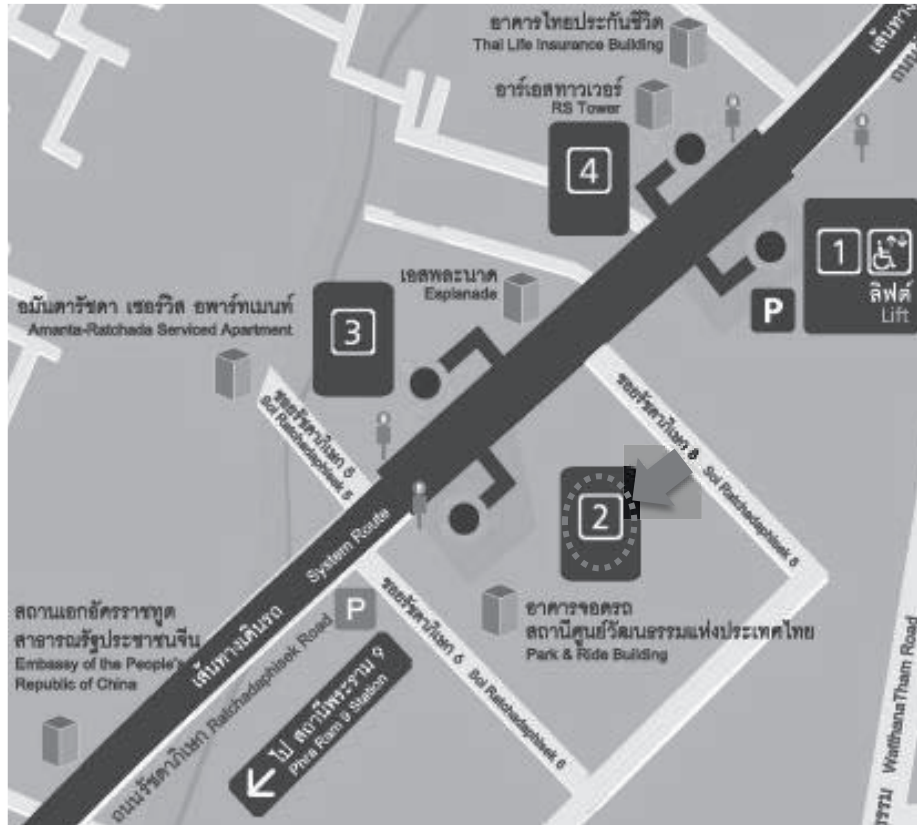 อาคารไทยประกันชีวิต
Thai Life Insurance Building
อาร์เอสทาวเวอร์
RS Tower
4
1
ลิฟต์
Lift
P
เอสพละนาด
Esplanade
อมันตารัชดา เซอร์วิส อพาร์ทเมนท์
Amanta-Ratchada Serviced Apartment
3
ซอยรัชดาภิเษก 5
Soi Ratchadaphisek 5
ซอยรัชดาภิเษก 8 Soi Ratchadaphisek 8
2
อาคารจอดรถ
สถานีศูนย์วัฒนธรรมแห่งประเทศไทย
Park & Ride Building
P
ซอยรัชดาภิเษก 6 Soi Ratchadaphisek 6
เส้นทางเดินรถ System Route
ถนนรัชดาภิเษก Ratchadaphisek Road
ไป สถานีพระราม 9
Phra Ram 9 Station
สถานเอกอัครราชทูต
สาธารณรัฐประชาชนจีน
Embassy of the People's
Republic of China
เส้นทาง
ถนน
WatthanaTham Road